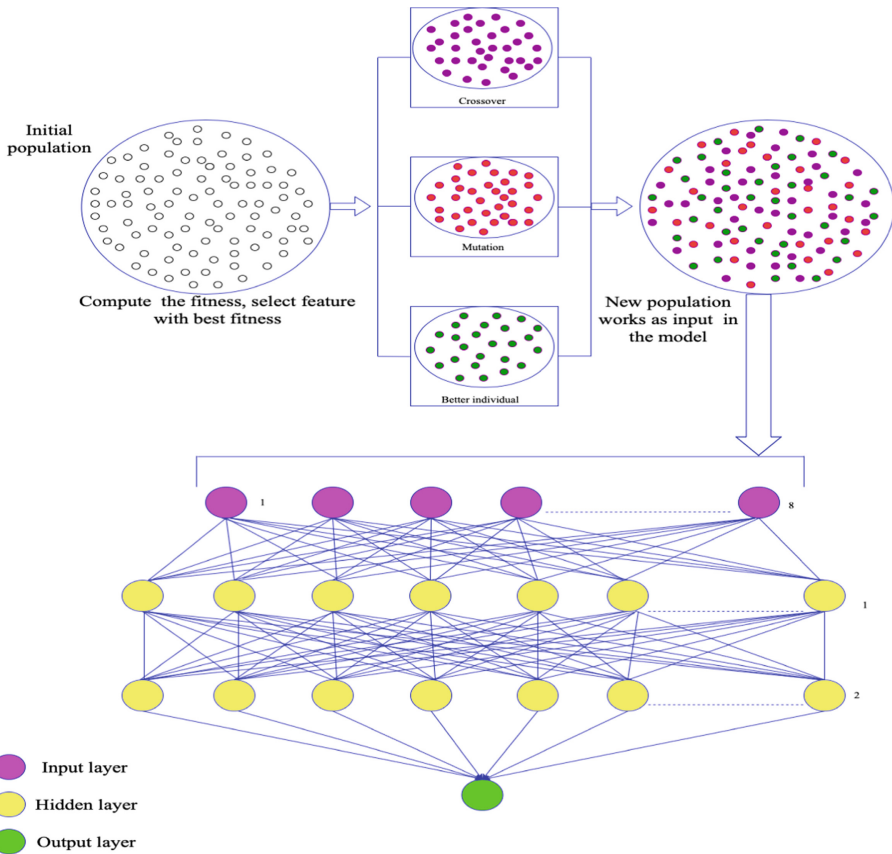 Initial
population
Compute the fitness, select feature
with best fitness
Crossover
Mutation
Better individual
New population
works as input in
the model
1
8
1
2
Input layer
Hidden layer
Output layer